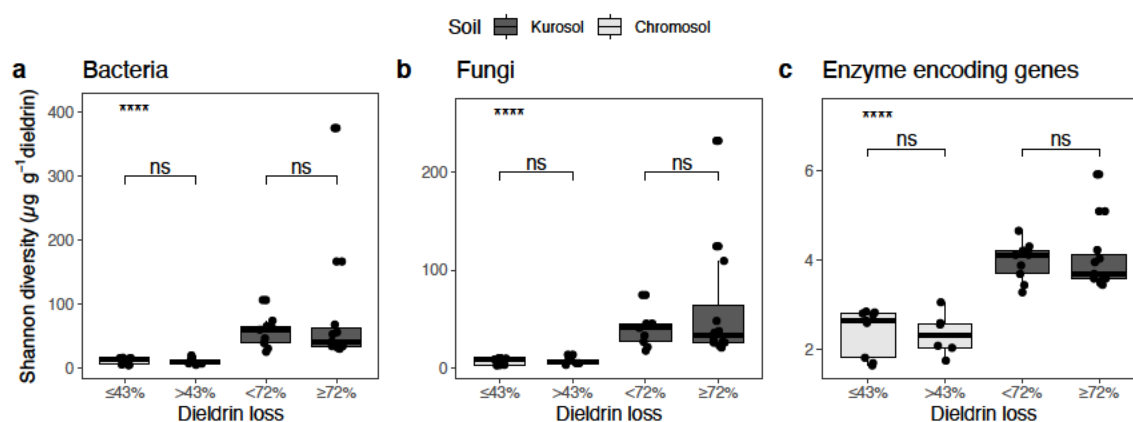 Soil Kurosol Chromosol
a Bacteria
b Fungi
c Enzyme encoding genes
Shannon diversity (µg g⁻¹ dieldrin)
400
300
200
100
0
****
ns
ns
≤43% >43% <72% ≥72%
Dieldrin loss
200
100
0
****
ns
ns
≤43% >43% <72% ≥72%
Dieldrin loss
6
4
2
****
ns
ns
≤43% >43% <72% ≥72%
Dieldrin loss